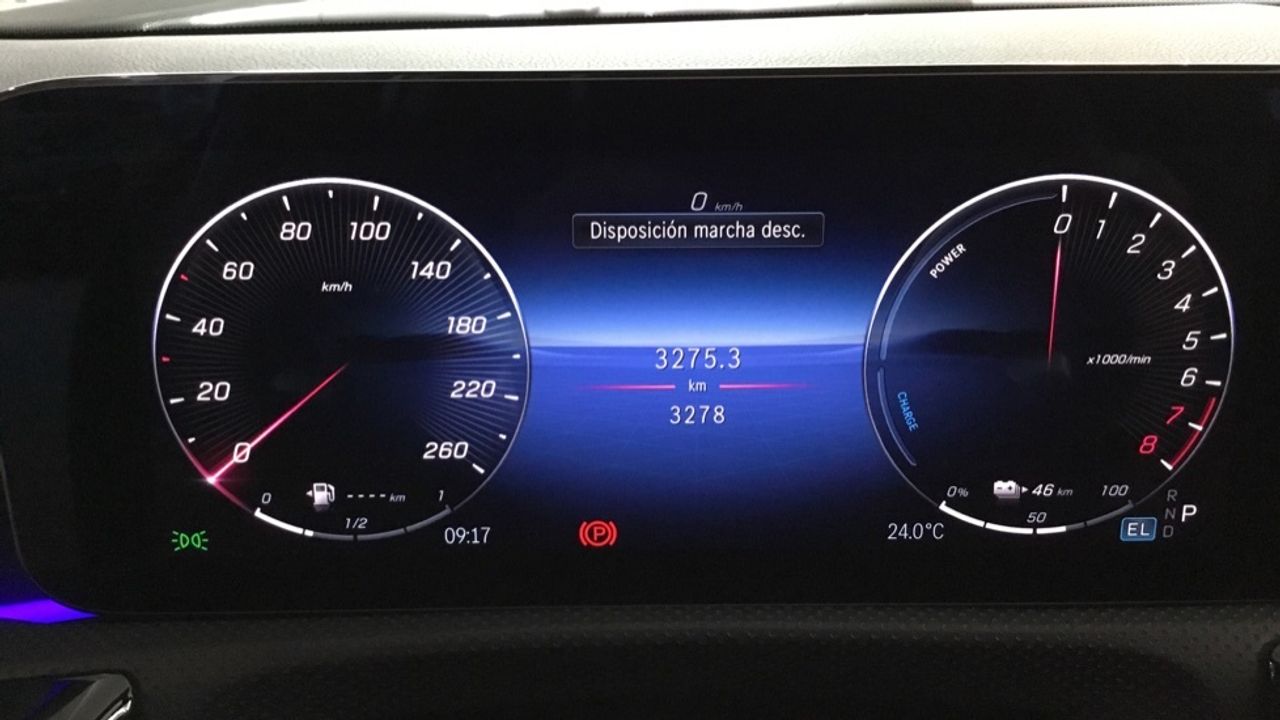 0 km/h
Disposición marcha desc.
3275.3
km
3278
0
20
40
60
80
100
140
180
220
260
km/h
0
1/2
1
---- km
09:17
P
24.0°C
POWER
CHARGE
0
1
2
3
4
5
6
7
8
x1000/min
0%
50
100
46 km
EL
R
N
D
P